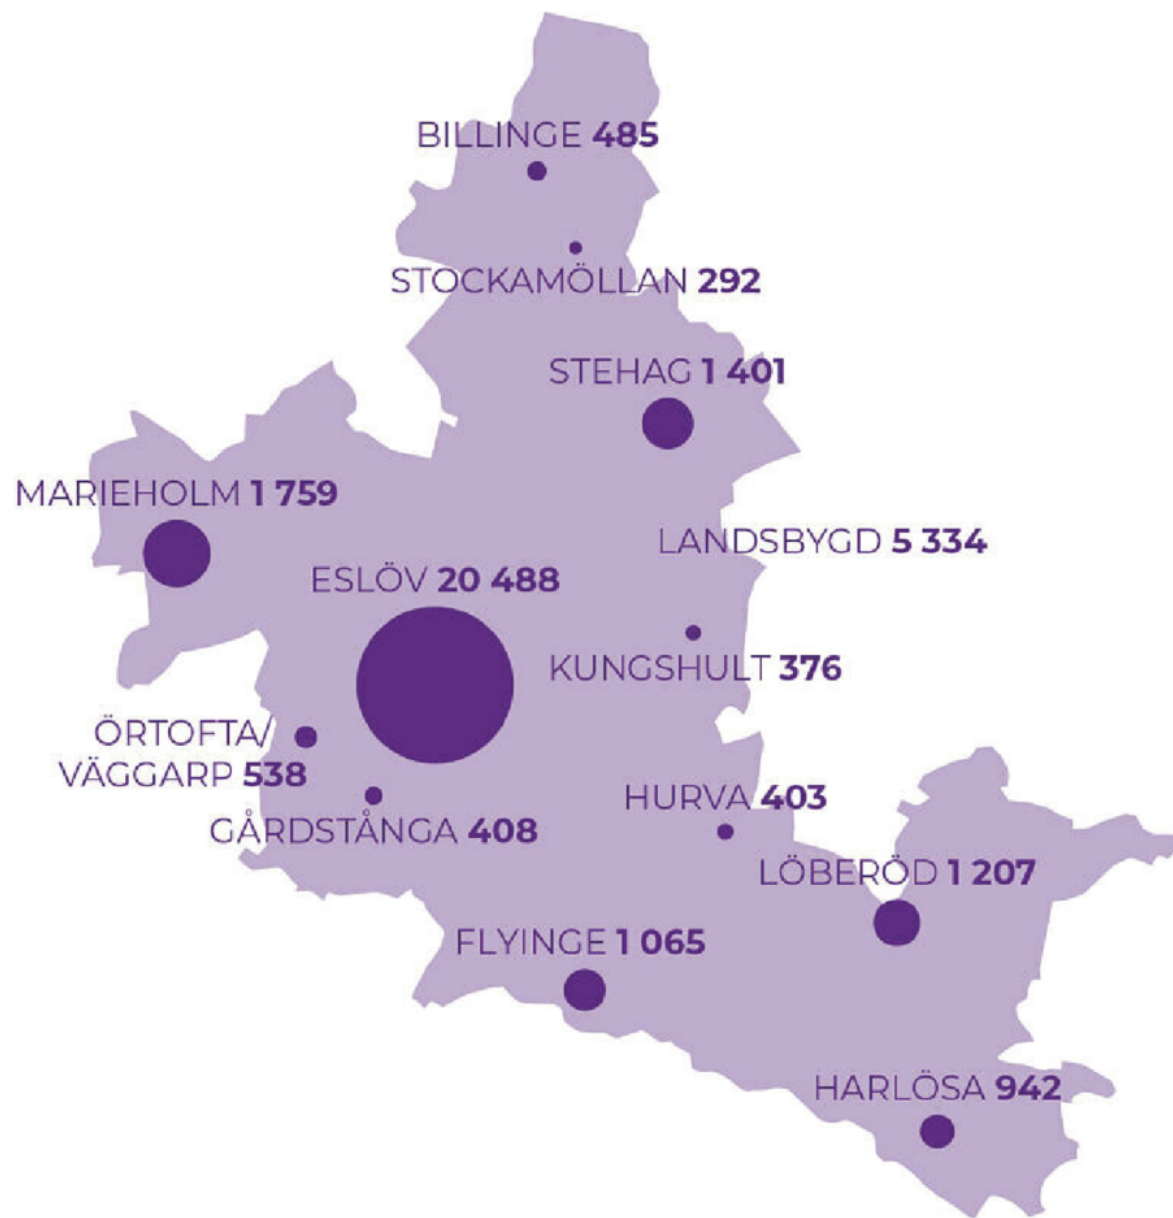 BILLINGE 485
STOCKAMÖLLAN 292
STEHAG 1 401
MARIEHOLM 1 759
LANDSBYGD 5 334
ESLÖV 20 488
KUNGSHULT 376
ÖRTOFTA/
VÄGGARP 538
HURVA 403
GÅRDSTÅNGA 408
LÖBERÖD 1 207
FLYINGE 1 065
HARLÖSA 942